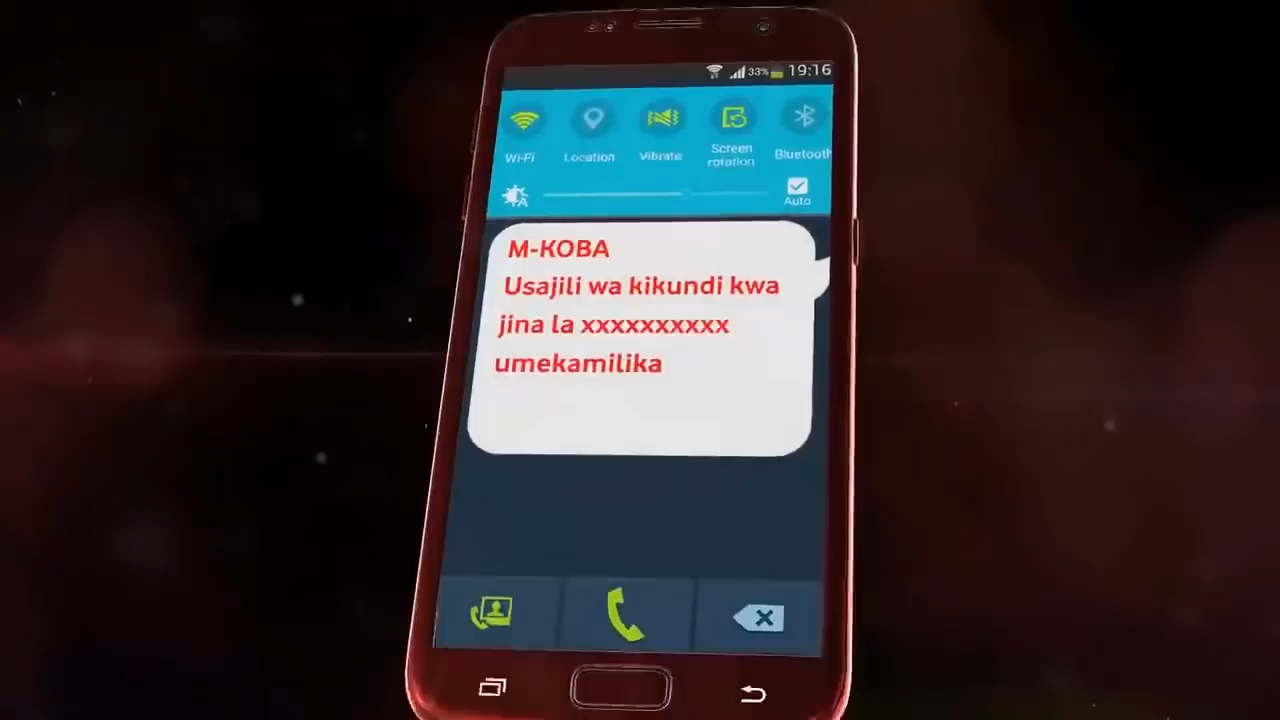 33% 19:16
Wi-Fi Location Vibrate Screen rotation Bluetooth
A Auto
M-KOBA
Usajili wa kikundi kwa
jina la xxxxxxxxxx
umekamilika